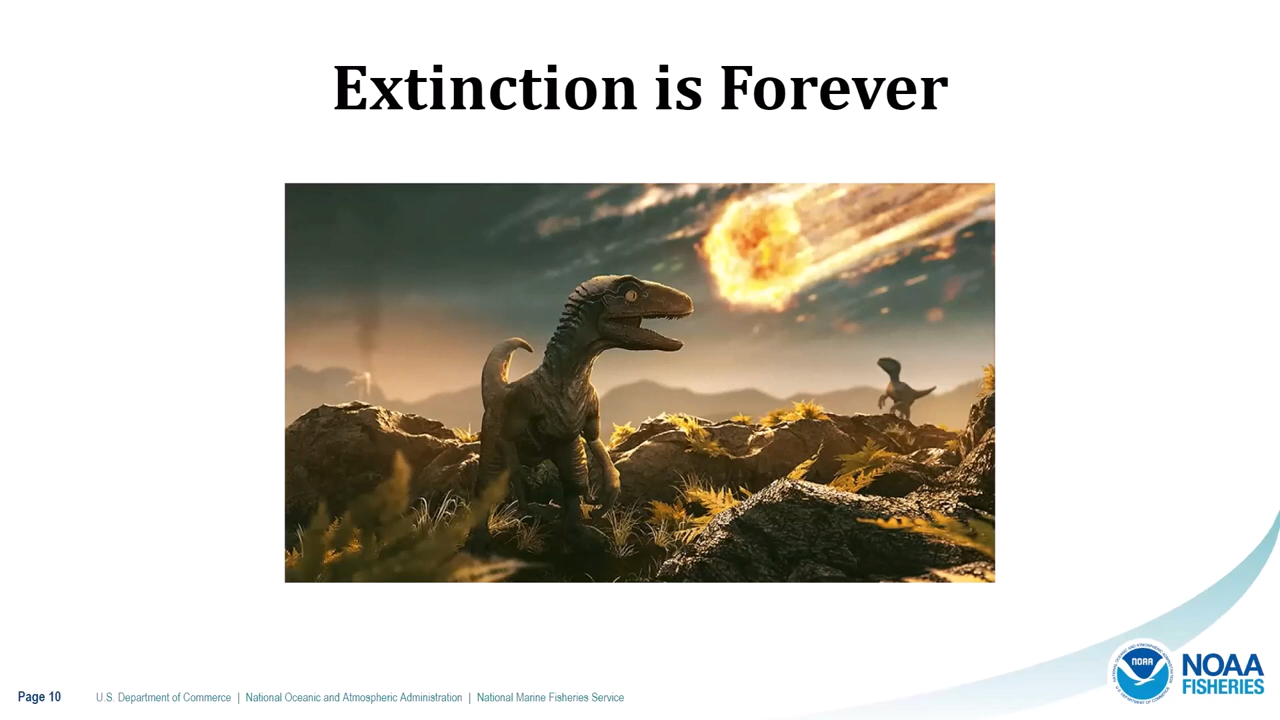 Extinction is Forever
Page 10
U.S. Department of Commerce | National Oceanic and Atmospheric Administration | National Marine Fisheries Service
NOAA
NOAA
FISHERIES